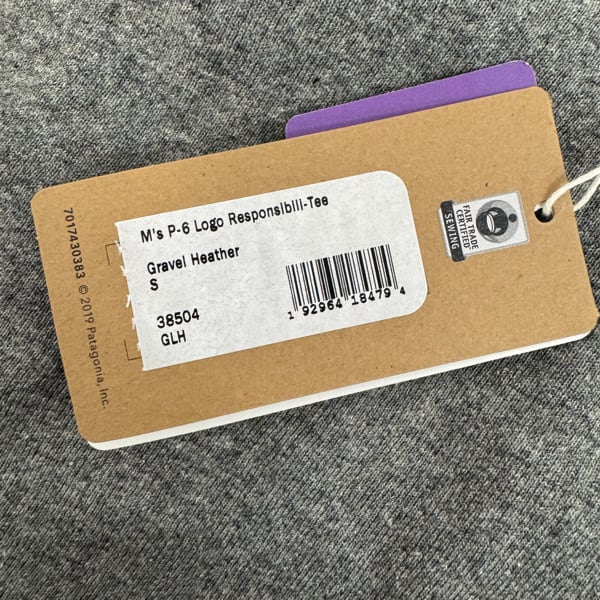 M's P-6 Logo Responsibili-Tee
Gravel Heather
S
38504
GLH
1 92964 18479 4
FAIR TRADE
CERTIFIED
SEWING
7017430383 © 2019 Patagonia, Inc.